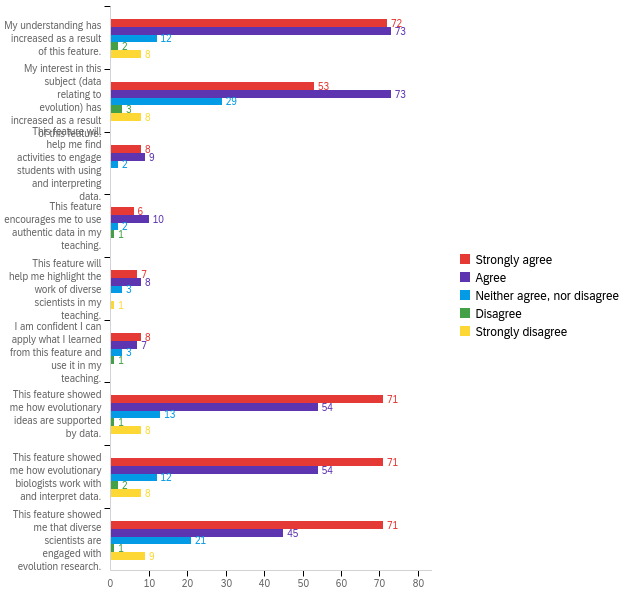 My understanding has
increased as a result
of this feature.
72
73
12
2
8
My interest in this
subject (data
relating to
evolution) has
increased as a result
of this feature.
53
73
29
3
8
This feature will
help me find
activities to engage
students with using
and interpreting
data.
8
9
2
This feature
encourages me to use
authentic data in my
teaching.
6
10
2
1
This feature will
help me highlight the
work of diverse
scientists in my
teaching.
7
8
3
1
I am confident I can
apply what I learned
from this feature and
use it in my
teaching.
8
7
3
1
This feature showed
me how evolutionary
ideas are supported
by data.
71
54
13
1
8
This feature showed
me how evolutionary
biologists work with
and interpret data.
71
54
12
2
8
This feature showed
me that diverse
scientists are
engaged with
evolution research.
71
45
21
1
9
0 10 20 30 40 50 60 70 80
Strongly agree
Agree
Neither agree, nor disagree
Disagree
Strongly disagree